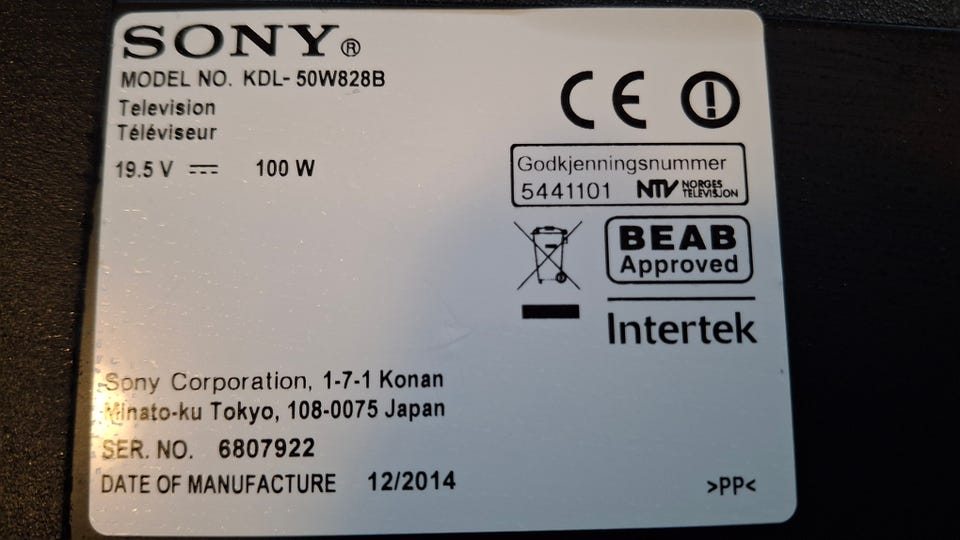 SONY®
MODEL NO. KDL-50W828B
Television
Téléviseur
19.5 V ⎓ 100 W
CE
Godkjenningsnummer
5441101 NTV NORGES TELEVISJON
BEAB
Approved
Intertek
Sony Corporation, 1-7-1 Konan
Minato-ku Tokyo, 108-0075 Japan
SER. NO. 6807922
DATE OF MANUFACTURE 12/2014
>PP<